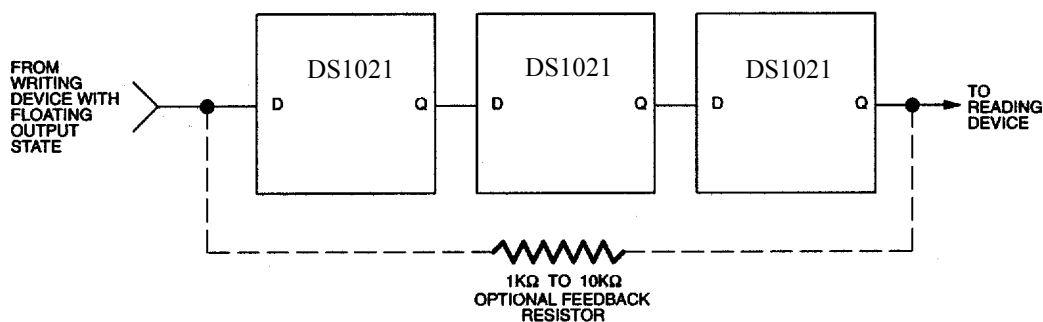 FROM
WRITING
DEVICE WITH
FLOATING
OUTPUT
STATE
DS1021
D
Q
DS1021
D
Q
DS1021
D
Q
TO
READING
DEVICE
1KΩ TO 10KΩ
OPTIONAL FEEDBACK
RESISTOR